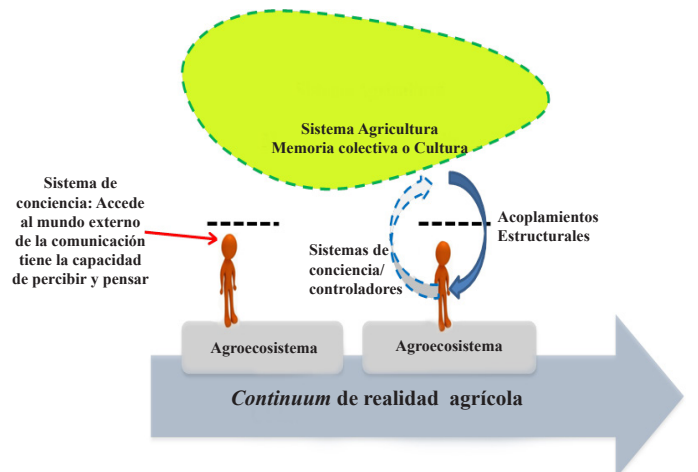 Sistema Agricultura
Memoria colectiva o Cultura
Sistema de
conciencia: Accede
al mundo externo
de la comunicación
tiene la capacidad
de percibir y pensar
Acoplamientos
Estructurales
Sistemas de
conciencia/
controladores
Agroecosistema
Agroecosistema
Continuum de realidad agrícola